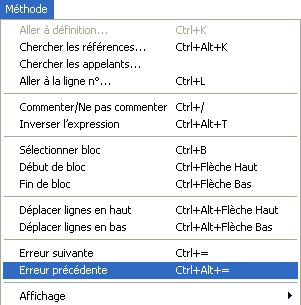 Méthode
Aller à définition... Ctrl+K
Chercher les références... Ctrl+Alt+K
Chercher les appelants...
Aller à la ligne n°... Ctrl+L
Commenter/Ne pas commenter Ctrl+/
Inverser l'expression Ctrl+Alt+T
Sélectionner bloc Ctrl+B
Début de bloc Ctrl+Flèche Haut
Fin de bloc Ctrl+Flèche Bas
Déplacer lignes en haut Ctrl+Alt+Flèche Haut
Déplacer lignes en bas Ctrl+Alt+Flèche Bas
Erreur suivante Ctrl+=
Erreur précédente Ctrl+Alt+=
Affichage